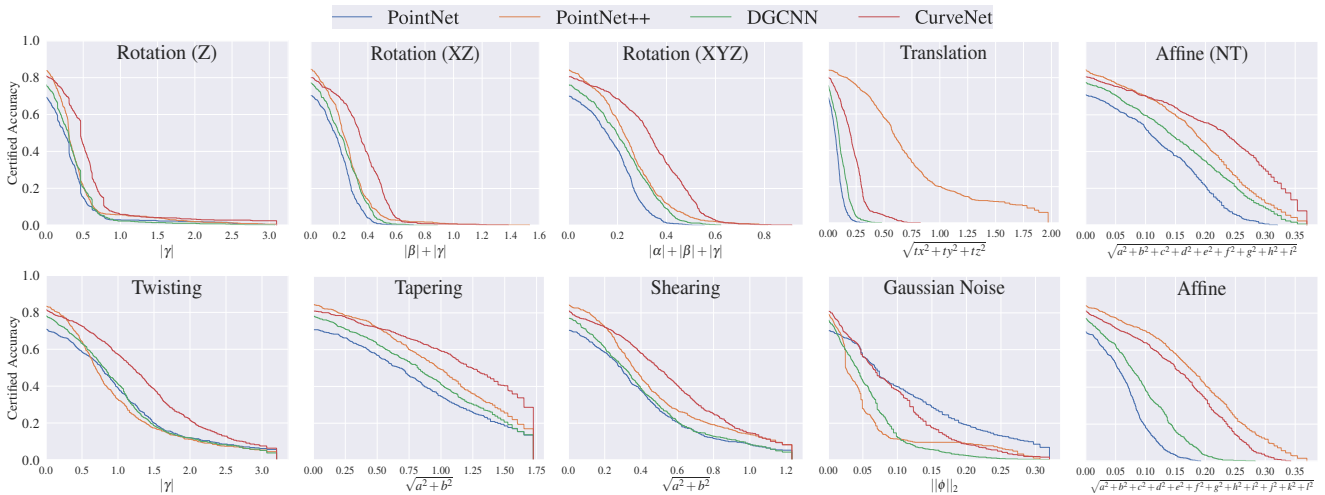 PointNet PointNet++ DGCNN CurveNet
Rotation (Z) Rotation (XZ) Rotation (XYZ) Translation Affine (NT)
Certified Accuracy
1.0
0.8
0.6
0.4
0.2
0.0
0.0 0.5 1.0 1.5 2.0 2.5 3.0
|γ|
0.0 0.2 0.4 0.6 0.8 1.0 1.2 1.4 1.6
|β|+|γ|
0.0 0.2 0.4 0.6 0.8
|α|+|β|+|γ|
0.00 0.25 0.50 0.75 1.00 1.25 1.50 1.75 2.00
√tx²+ty²+tz²
0.00 0.05 0.10 0.15 0.20 0.25 0.30 0.35
√a²+b²+c²+d²+e²+f²+g²+h²+i²
Twisting Tapering Shearing Gaussian Noise Affine
Certified Accuracy
1.0
0.8
0.6
0.4
0.2
0.0
0.0 0.5 1.0 1.5 2.0 2.5 3.0
|γ|
0.00 0.25 0.50 0.75 1.00 1.25 1.50 1.75
√a²+b²
0.0 0.2 0.4 0.6 0.8 1.0 1.2
√a²+b²
0.00 0.05 0.10 0.15 0.20 0.25 0.30
||ϕ||₂
0.00 0.05 0.10 0.15 0.20 0.25 0.30 0.35
√a²+b²+c²+d²+e²+f²+g²+h²+i²+j²+k²+l²